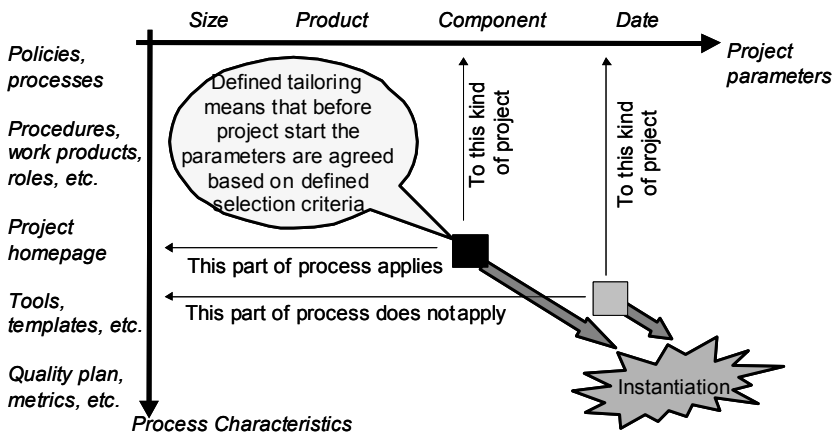 Size Product Component Date
Project
parameters
Policies,
processes
Procedures,
work products,
roles, etc.
Project
homepage
Tools,
templates, etc.
Quality plan,
metrics, etc.
Process Characteristics
Defined tailoring
means that before
project start the
parameters are agreed
based on defined
selection criteria
To this kind
of project
To this kind
of project
This part of process applies
This part of process does notapply
Instantiation